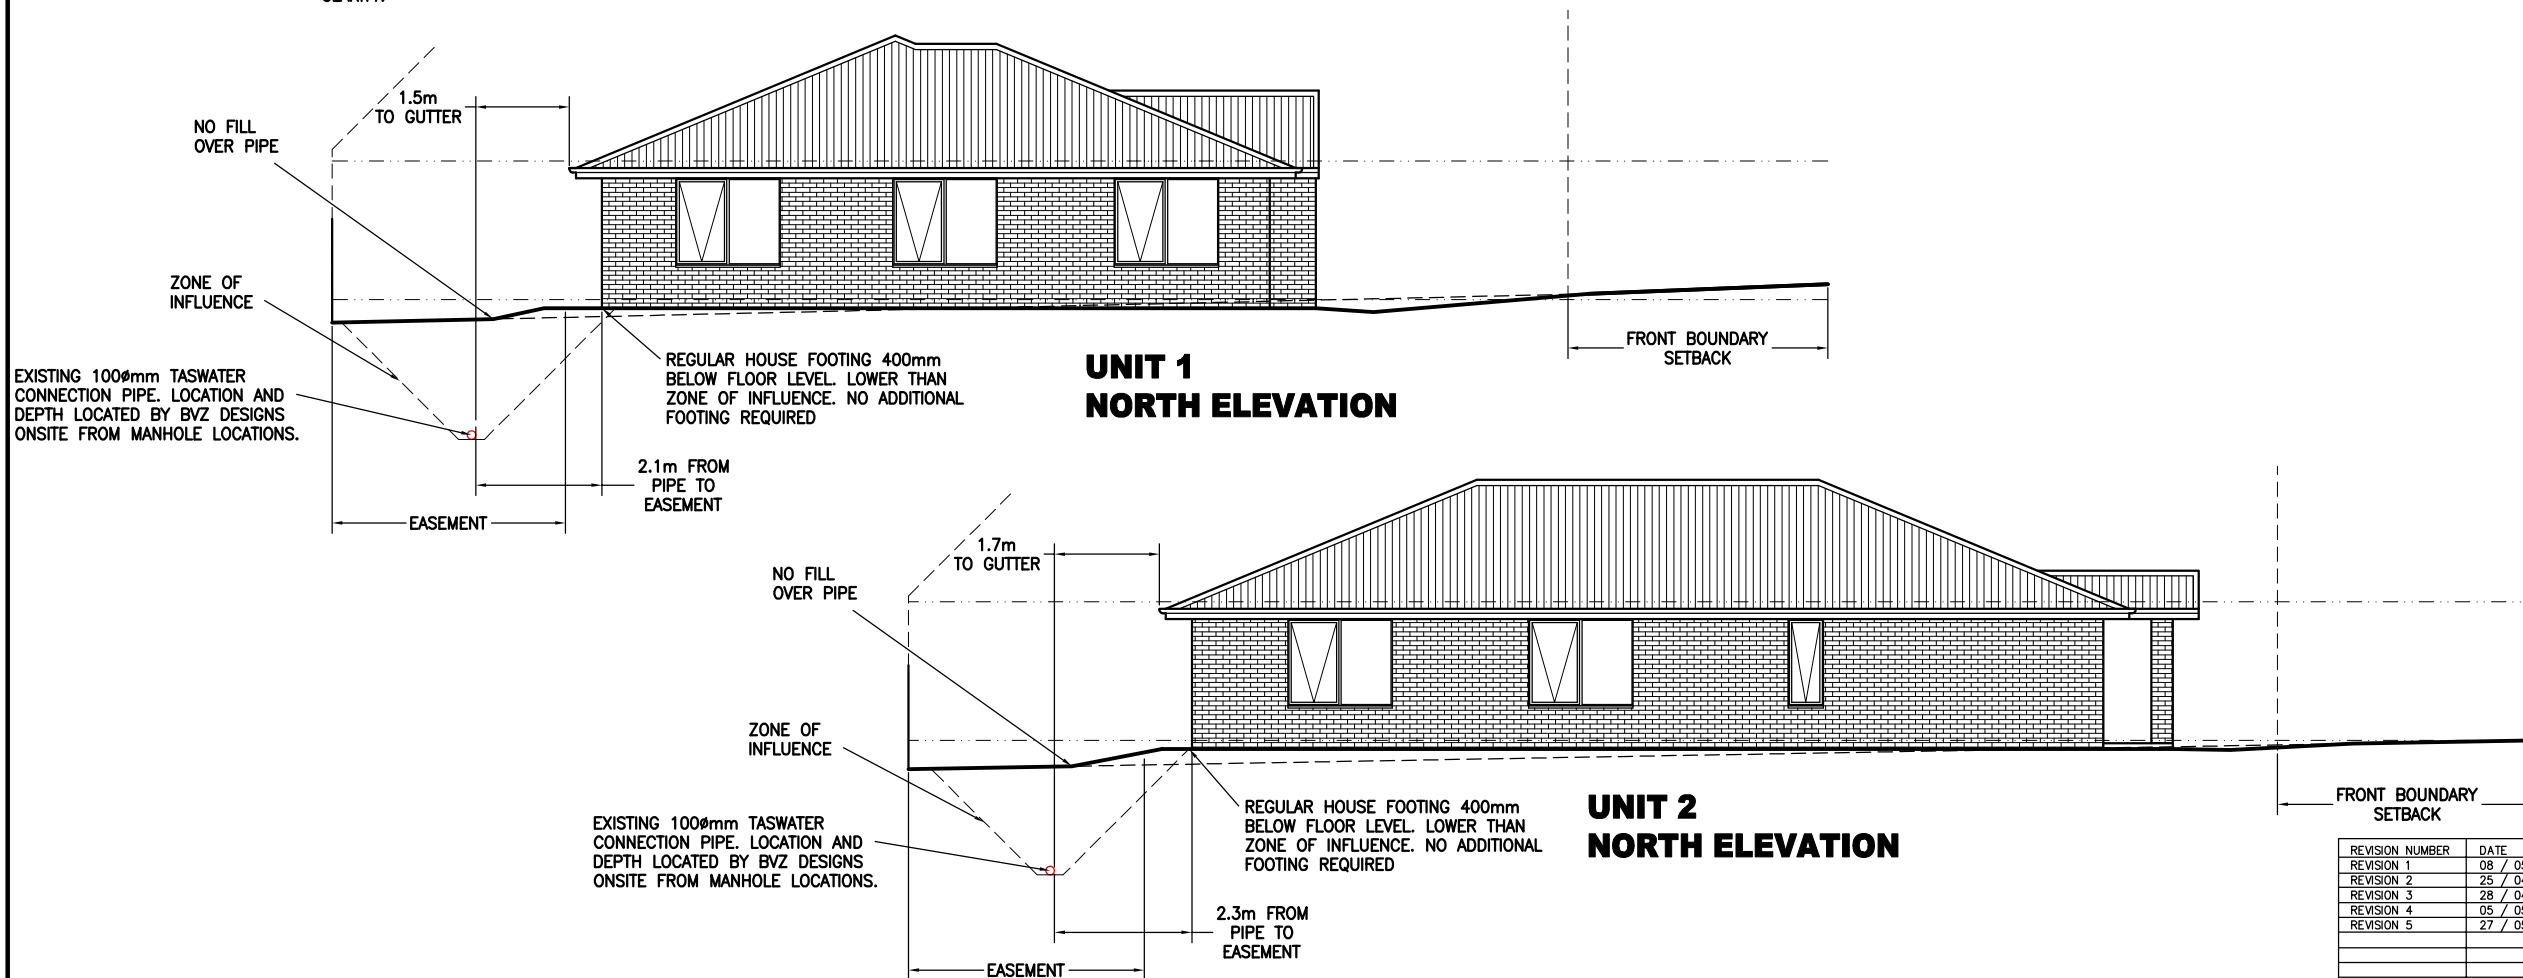 1.5m
TO GUTTER
NO FILL
OVER PIPE
ZONE OF
INFLUENCE
EXISTING 100ømm TASWATER
CONNECTION PIPE. LOCATION AND
DEPTH LOCATED BY BVZ DESIGNS
ONSITE FROM MANHOLE LOCATIONS.
REGULAR HOUSE FOOTING 400mm
BELOW FLOOR LEVEL. LOWER THAN
ZONE OF INFLUENCE. NO ADDITIONAL
FOOTING REQUIRED
UNIT 1
NORTH ELEVATION
FRONT BOUNDARY
SETBACK
2.1m FROM
PIPE TO
EASEMENT
EASEMENT
1.7m
TO GUTTER
NO FILL
OVER PIPE
ZONE OF
INFLUENCE
EXISTING 100ømm TASWATER
CONNECTION PIPE. LOCATION AND
DEPTH LOCATED BY BVZ DESIGNS
ONSITE FROM MANHOLE LOCATIONS.
REGULAR HOUSE FOOTING 400mm
BELOW FLOOR LEVEL. LOWER THAN
ZONE OF INFLUENCE. NO ADDITIONAL
FOOTING REQUIRED
UNIT 2
NORTH ELEVATION
FRONT BOUNDARY
SETBACK
2.3m FROM
PIPE TO
EASEMENT
EASEMENT
REVISION NUMBER DATE
REVISION 1 08 /
REVISION 2 25 /
REVISION 3 28 /
REVISION 4 05 /
REVISION 5 27 /